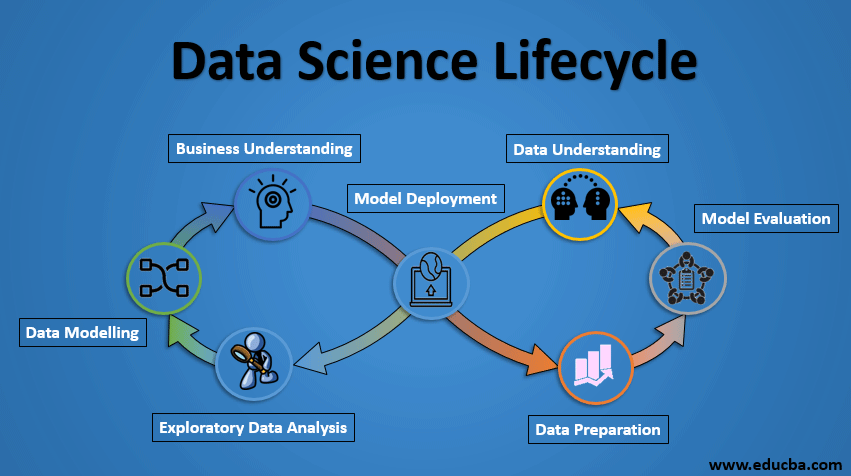 Data Science Lifecycle
Business Understanding
Data Understanding
Model Deployment
Model Evaluation
Data Modelling
Exploratory Data Analysis
Data Preparation
www.educba.com